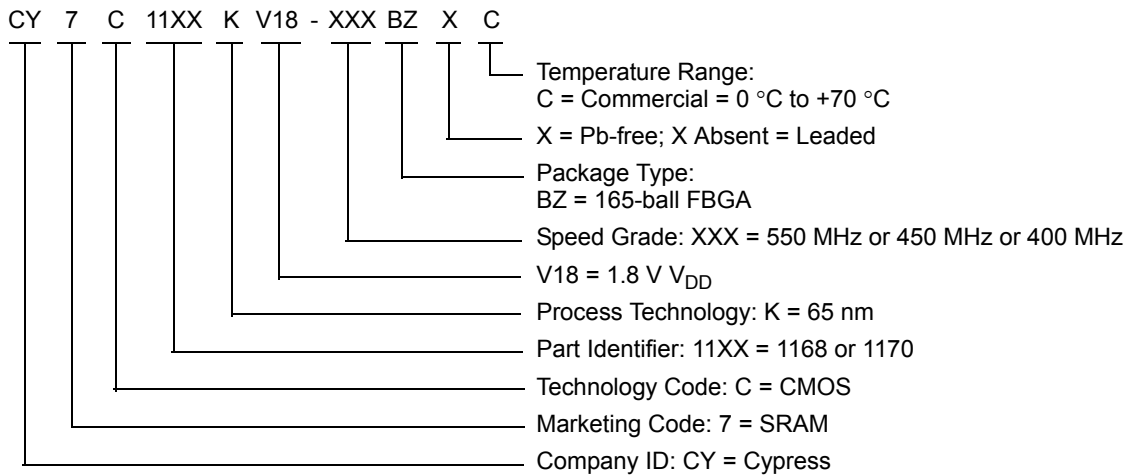 CY 7 C 11XX K V18 - XXX BZ X C
Temperature Range:
C = Commercial = 0 °C to +70 °C
X = Pb-free; X Absent = Leaded
Package Type:
BZ = 165-ball FBGA
Speed Grade: XXX = 550 MHz or 450 MHz or 400 MHz
V18 = 1.8 V VDD
Process Technology: K = 65 nm
Part Identifier: 11XX = 1168 or 1170
Technology Code: C = CMOS
Marketing Code: 7 = SRAM
Company ID: CY = Cypress